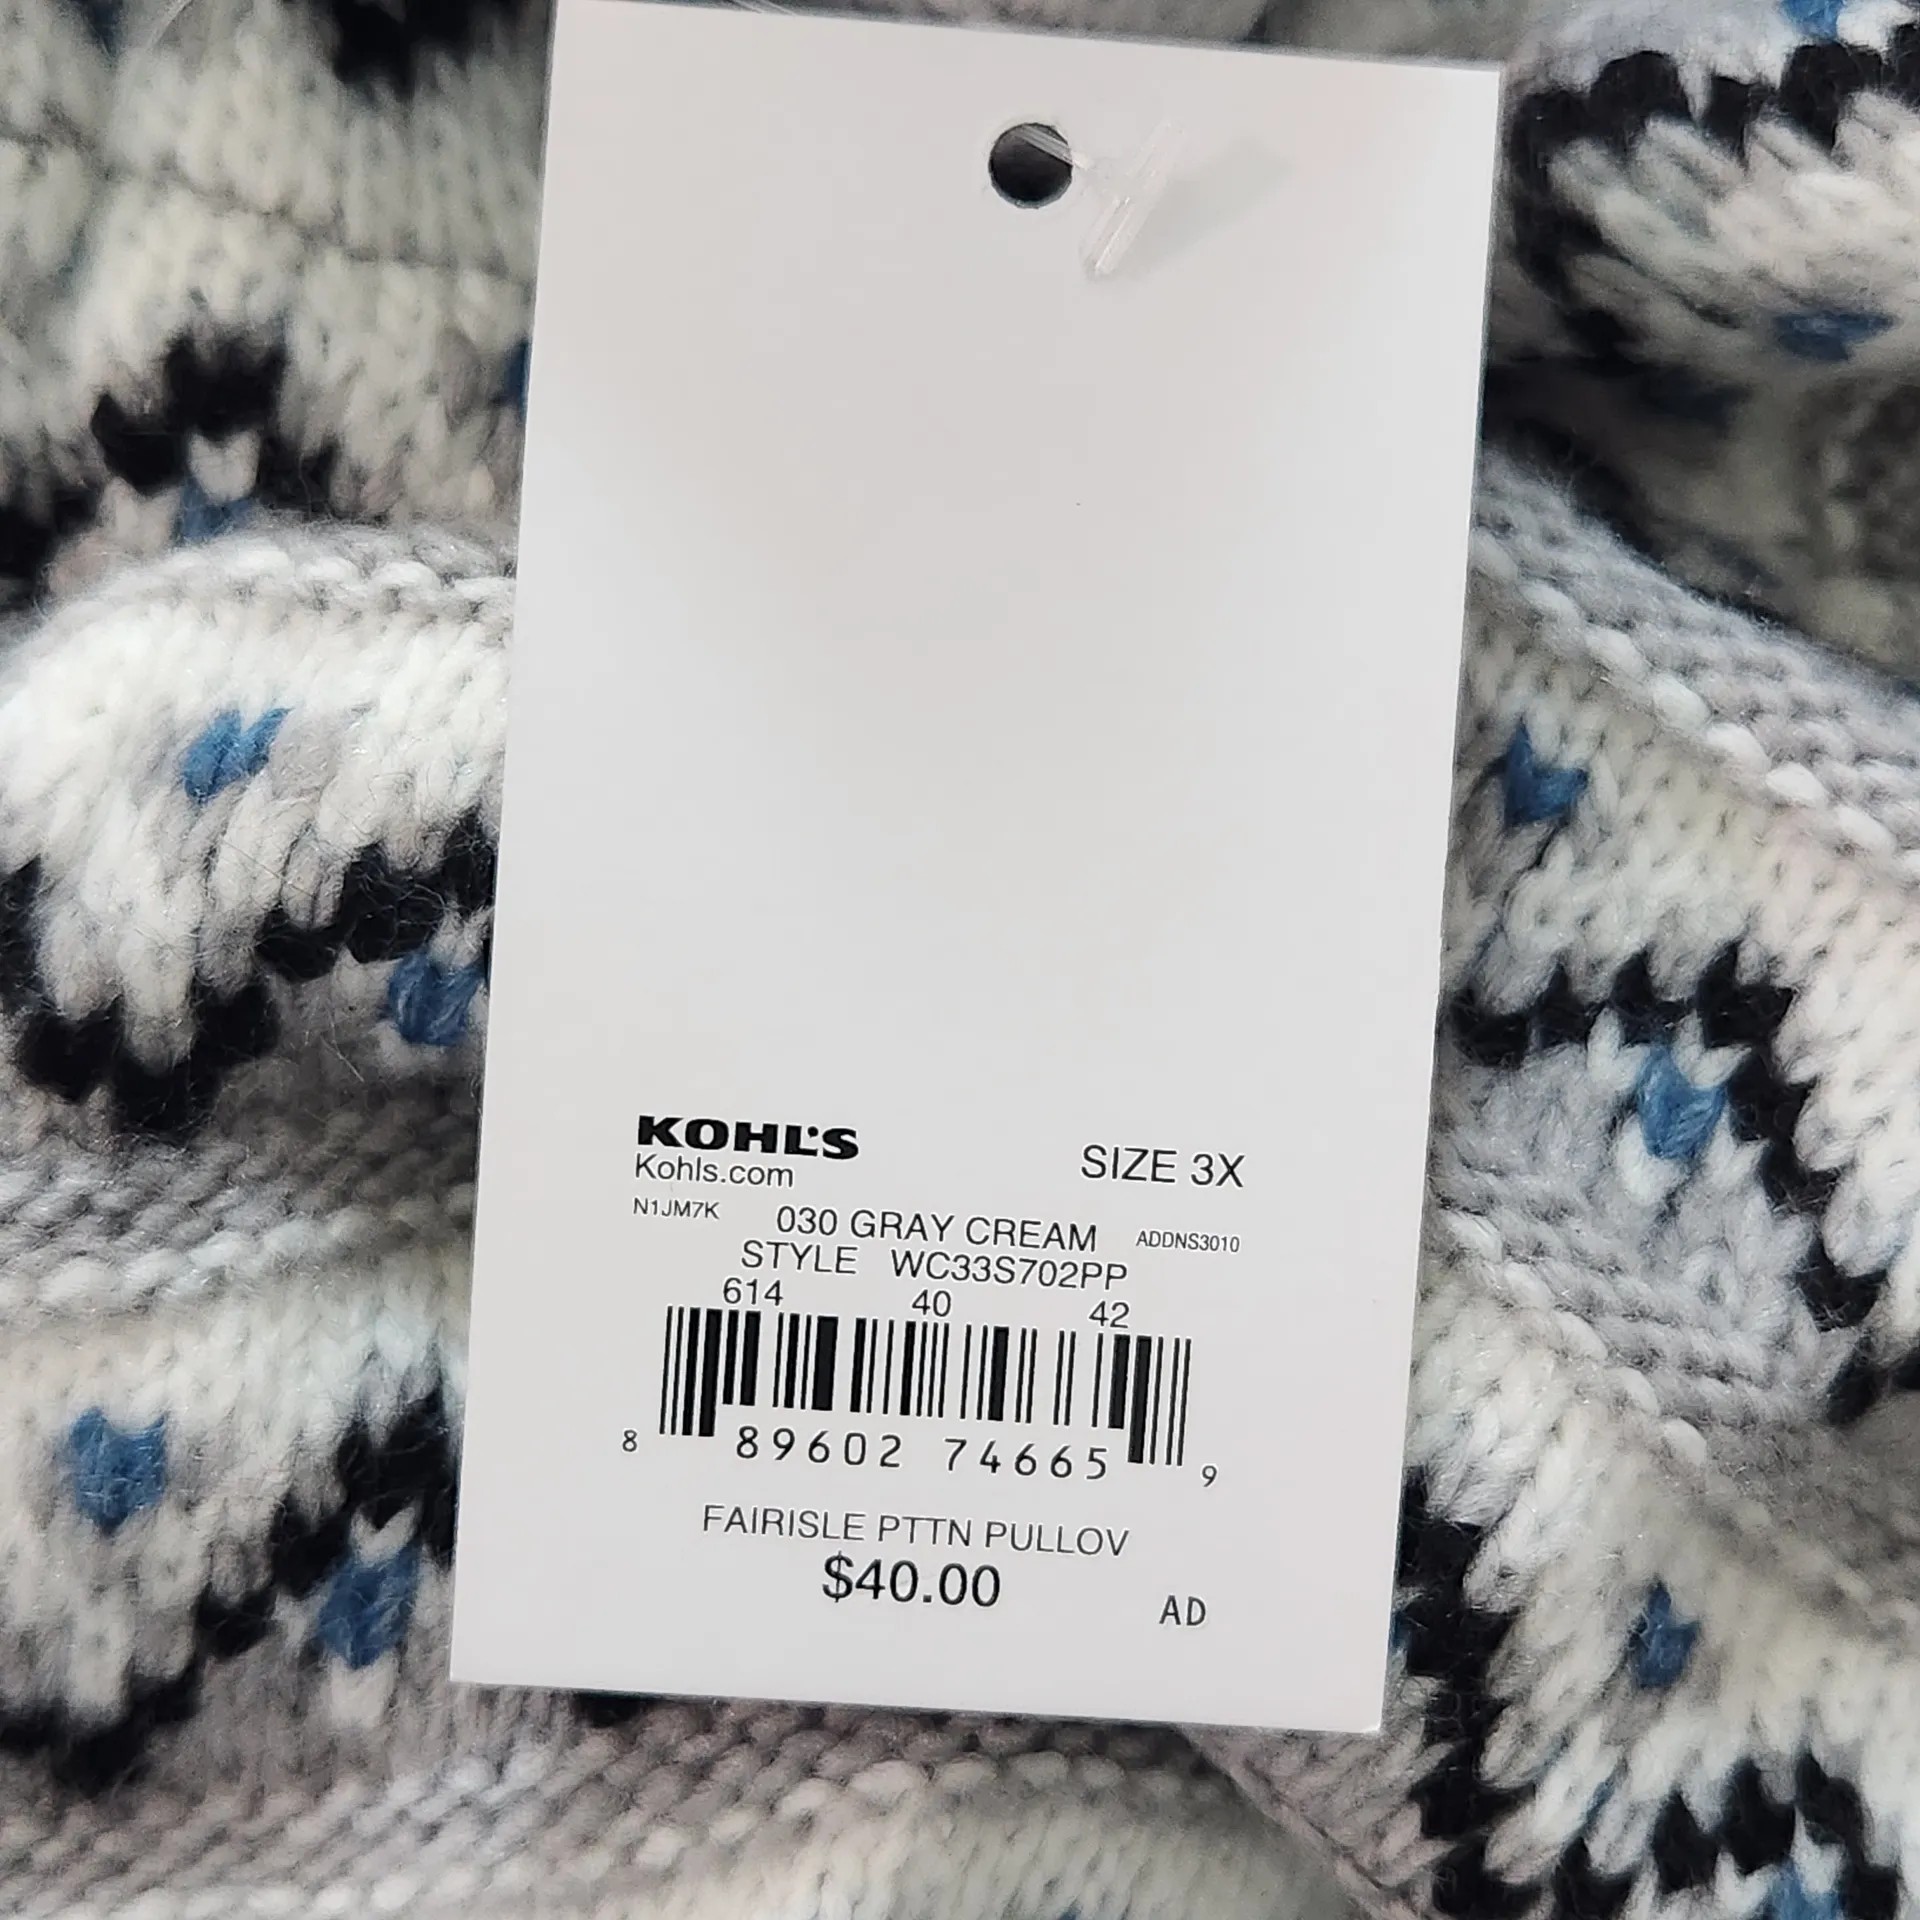 KOHL'S
Kohls.com SIZE 3X
N1JM7K 030 GRAY CREAM ADDNS3010
STYLE WC33S702PP
614 40 42
8 89602 74665 9
FAIRISLE PTTN PULLOV
$40.00
AD